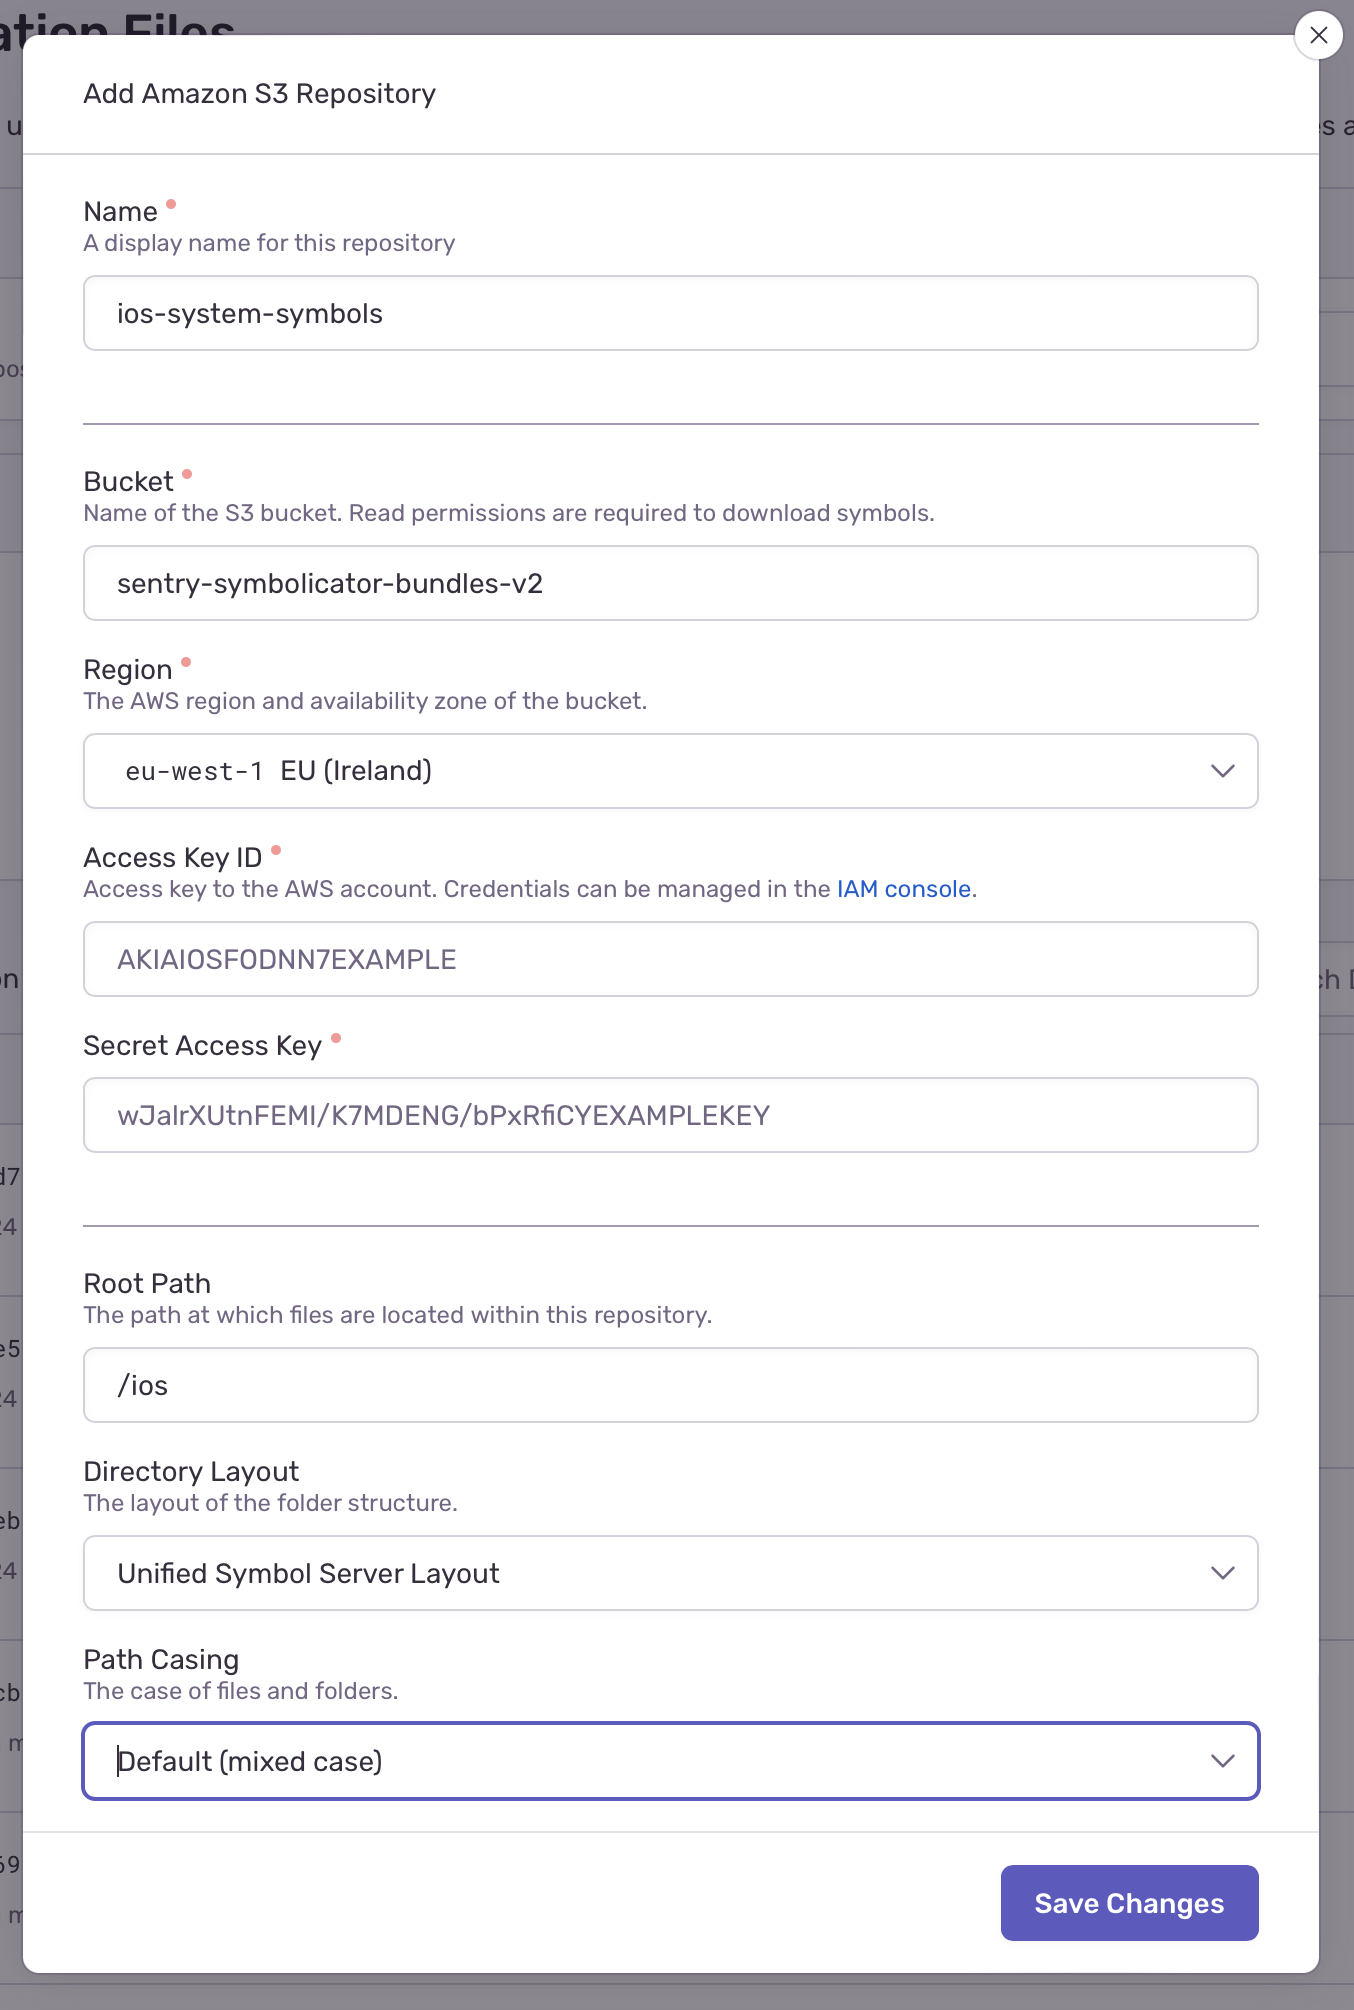 ation Files
Add Amazon S3 Repository
Name
A display name for this repository
ios-system-symbols
Bucket
Name of the S3 bucket. Read permissions are required to download symbols.
sentry-symbolicator-bundles-v2
Region
The AWS region and availability zone of the bucket.
eu-west-1 EU (Ireland)
Access Key ID
Access key to the AWS account. Credentials can be managed in the IAM console.
AKIAIOSFODNN7EXAMPLE
Secret Access Key
wJalrXUtnFEMI/K7MDENG/bPxRfiCYEXAMPLEKEY
Root Path
The path at which files are located within this repository.
/ios
Directory Layout
The layout of the folder structure.
Unified Symbol Server Layout
Path Casing
The case of files and folders.
Default (mixed case)
Save Changes